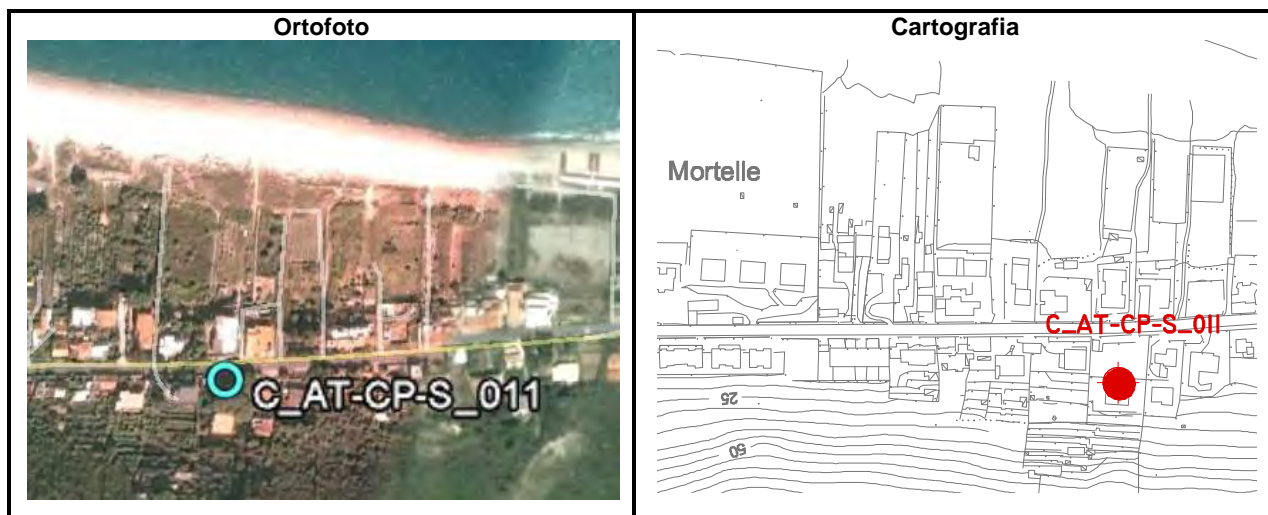 Ortofoto
Cartografia
C_AT-CP-S_011
Mortelle
C_AT-CP-S_011
25
50